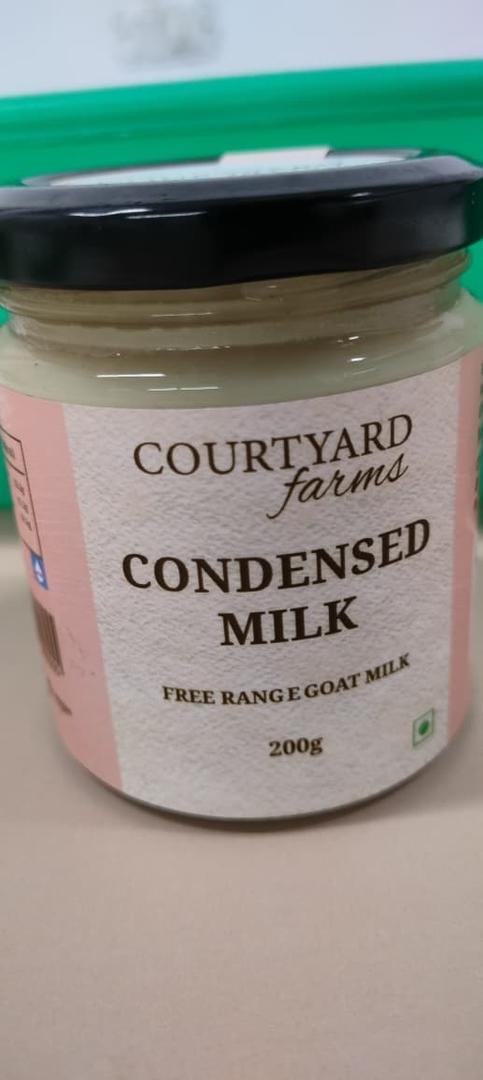 COURTYARD
farms
CONDENSED
MILK
FREE RANGE GOAT MILK
200g